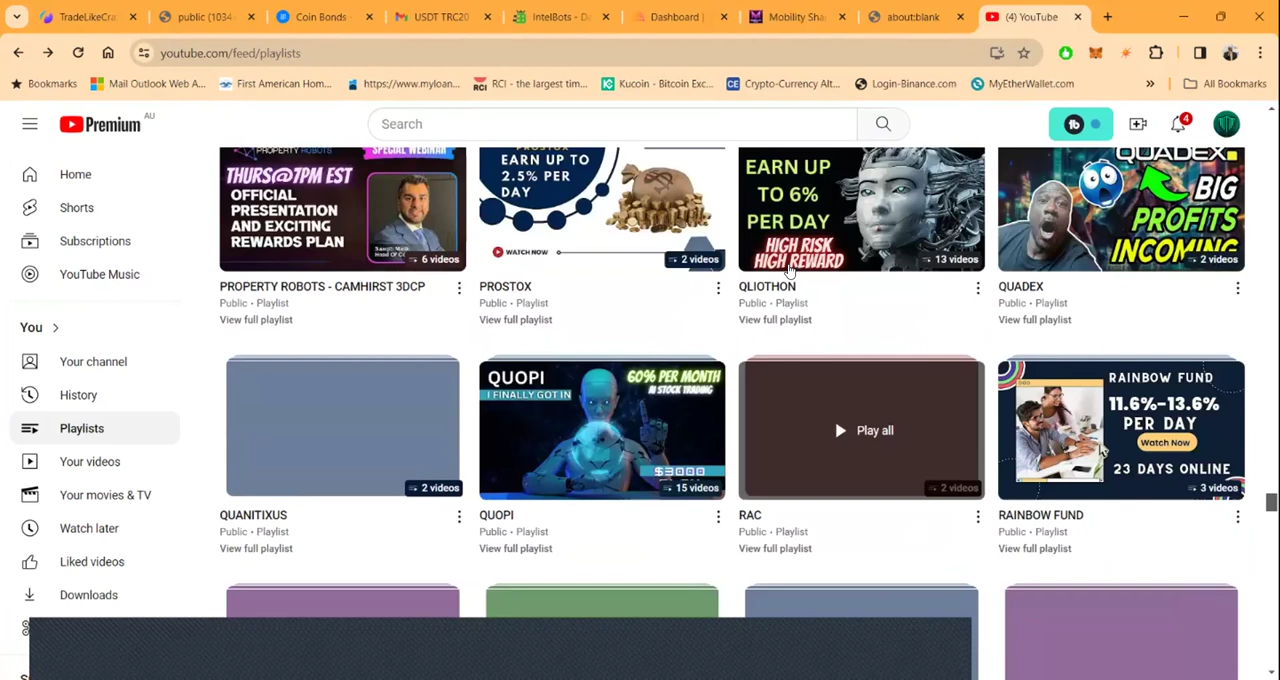 TradeLikeCra
public (1034
Coin Bonds
USDT TRC20
IntelBots - Da
Dashboard |
Mobility Sha
about:blank
(4) YouTube
youtube.com/feed/playlists
Bookmarks
Mail Outlook Web A...
First American Hom...
https://www.myloan...
RCI - the largest tim...
Kucoin - Bitcoin Exc...
Crypto-Currency Alt...
Login-Binance.com
MyEtherWallet.com
All Bookmarks
Premium AU
Search
4
Home
Shorts
Subscriptions
YouTube Music
You
Your channel
History
Playlists
Your videos
Your movies & TV
Watch later
Liked videos
Downloads
PROPERTY ROBOTS
SPECIAL WEBINAR
THURS@7PM EST
OFFICIAL
PRESENTATION
AND EXCITING
REWARDS PLAN
6 videos
PROSTOX
EARN UP TO
2.5% PER
DAY
WATCH NOW
2 videos
EARN UP
TO 6%
PER DAY
HIGH RISK
HIGH REWARD
13 videos
QUADEX
BIG
PROFITS
INCOMING
2 videos
PROPERTY ROBOTS - CAMHIRST 3DCP
Public • Playlist
View full playlist
PROSTOX
Public • Playlist
View full playlist
QLIOTHON
Public • Playlist
View full playlist
QUADEX
Public • Playlist
View full playlist
2 videos
QUOPI
I FINALLY GOT IN
60% PER MONTH
AI STOCK TRADING
$3000
15 videos
Play all
2 videos
RAINBOW FUND
11.6%-13.6%
PER DAY
Watch Now
23 DAYS ONLINE
3 videos
QUANITIXUS
Public • Playlist
View full playlist
QUOPI
Public • Playlist
View full playlist
RAC
Public • Playlist
View full playlist
RAINBOW FUND
Public • Playlist
View full playlist